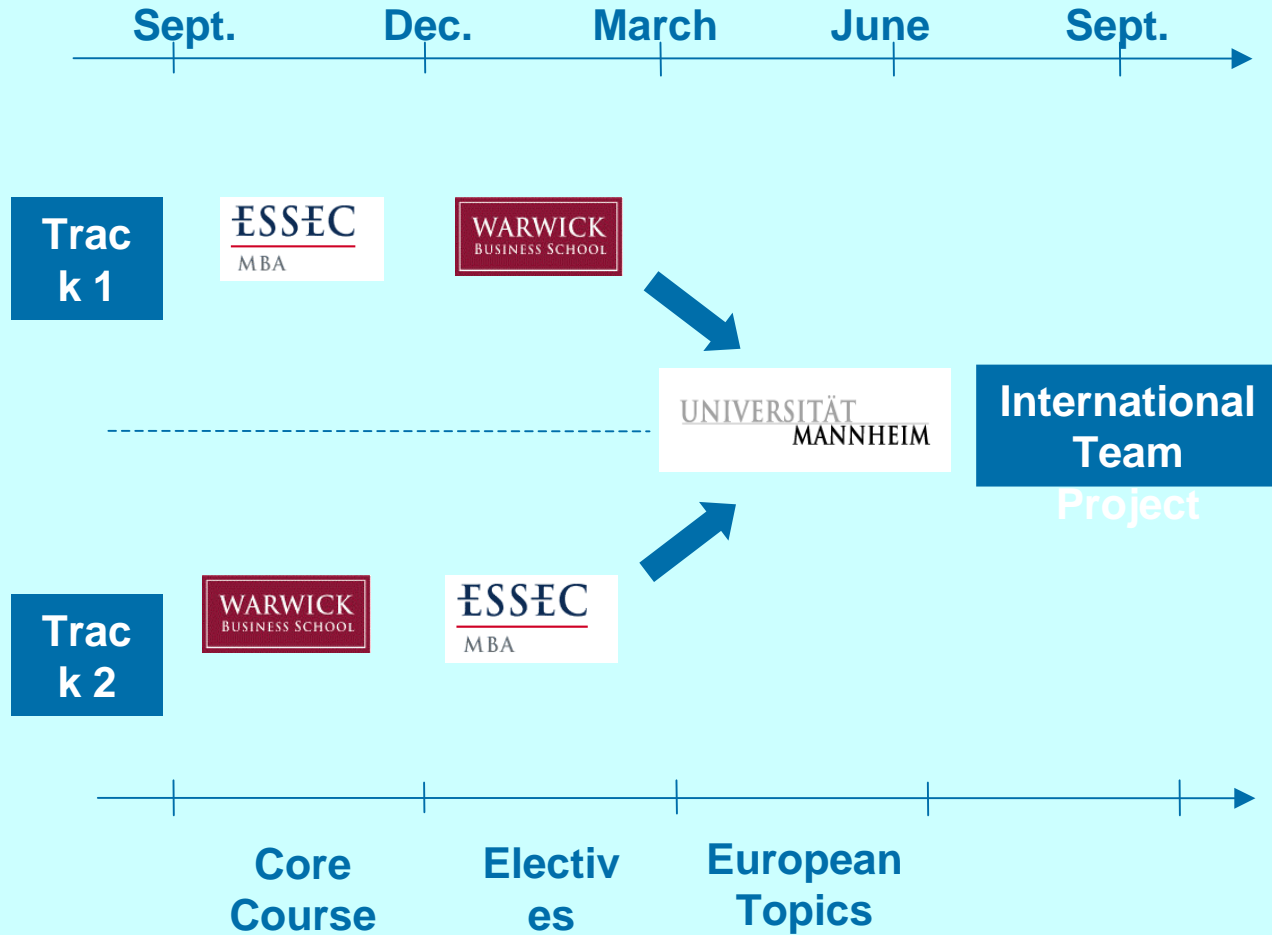 Sept. Dec. March June Sept.
Trac
k 1
ESSEC
MBA
WARWICK
BUSINESS SCHOOL
UNIVERSITÄT
MANNHEIM
International
Team
Project
Trac
k 2
WARWICK
BUSINESS SCHOOL
ESSEC
MBA
Core
Course
Electiv
es
European
Topics